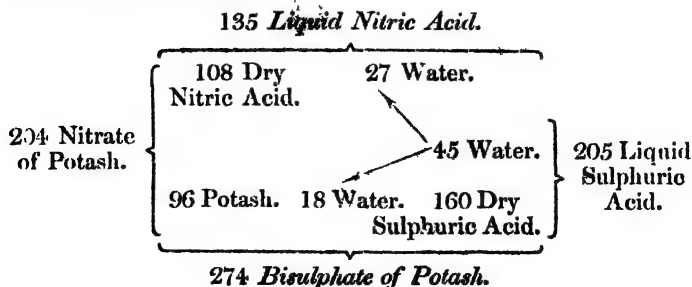 135 Liquid Nitric Acid.
108 Dry Nitric Acid.
27 Water.
204 Nitrate of Potash.
45 Water.
205 Liquid Sulphuric Acid.
96 Potash.
18 Water.
160 Dry Sulphuric Acid.
274 Bisulphate of Potash.